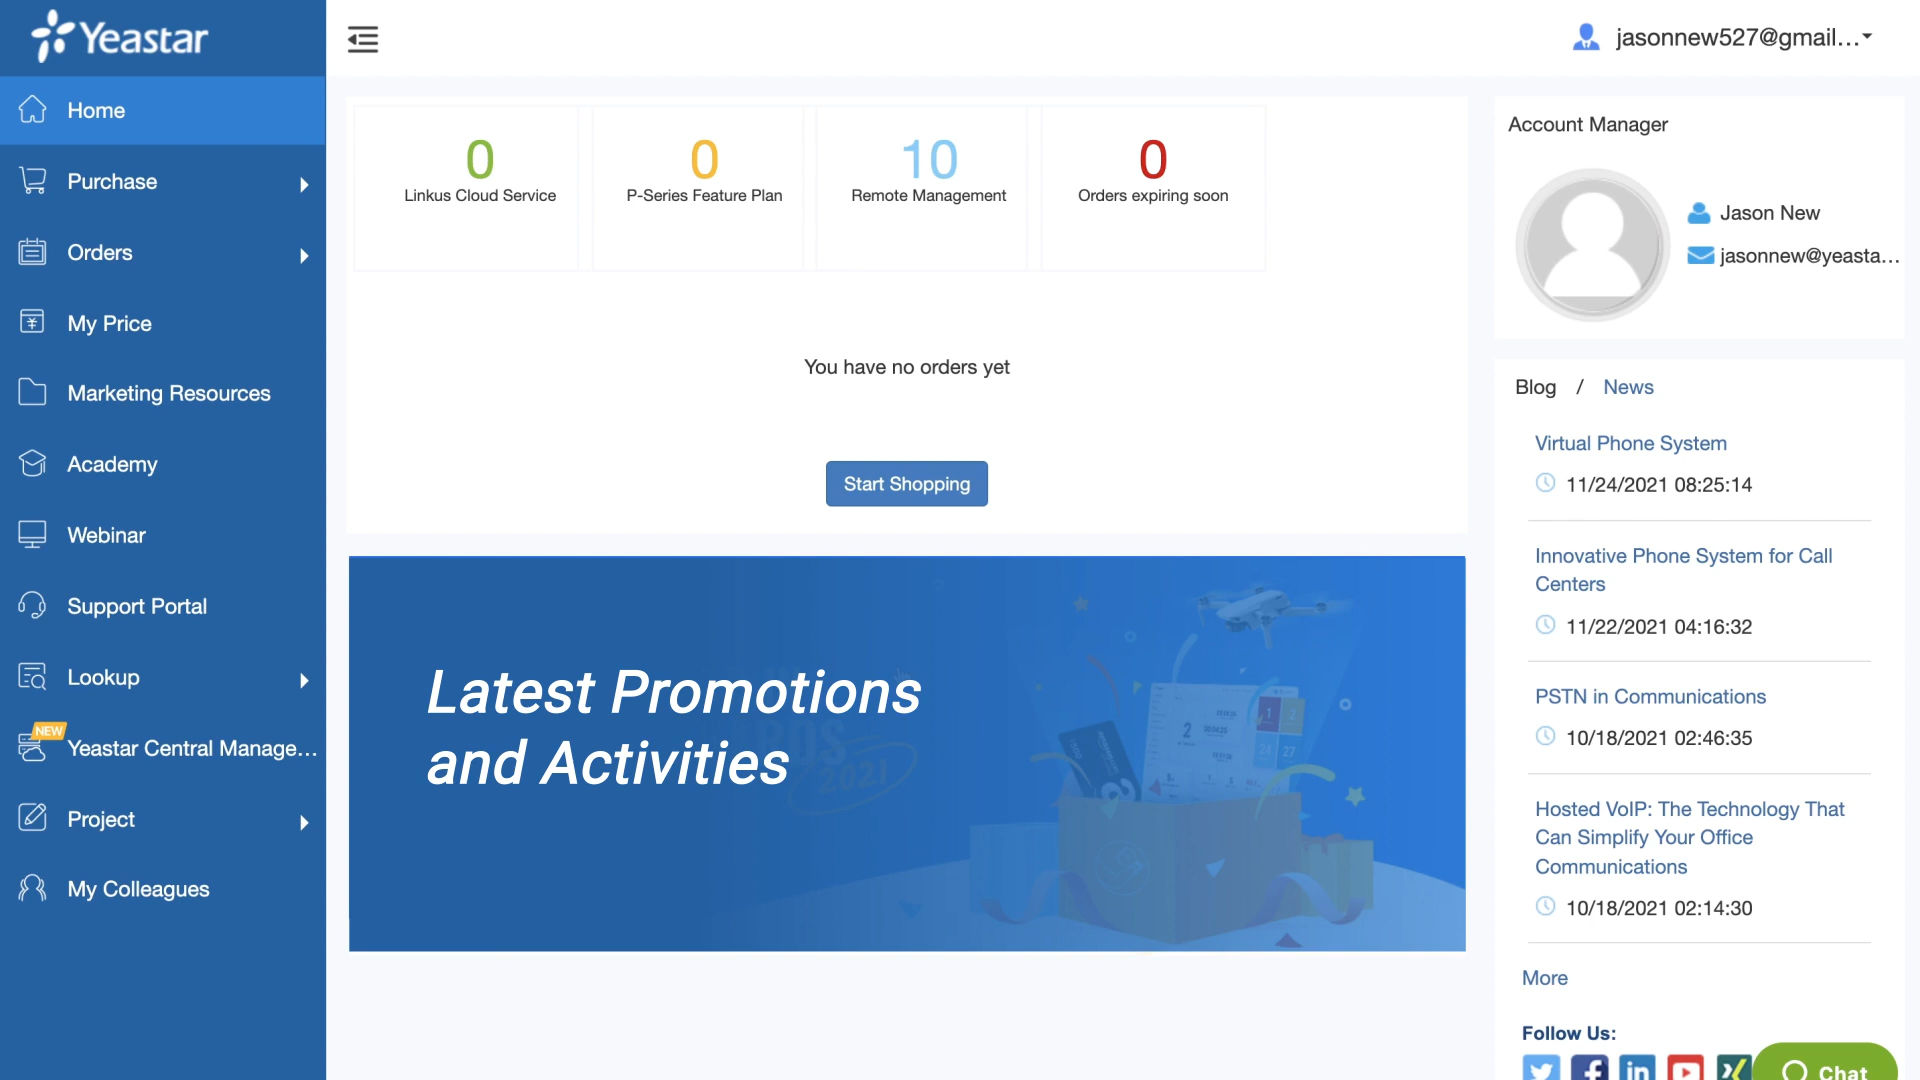 Yeastar
jasonnew527@gmail...
Home
Purchase
Orders
My Price
Marketing Resources
Academy
Webinar
Support Portal
Lookup
NEW
Yeastar Central Manage...
Project
My Colleagues
0
Linkus Cloud Service
0
P-Series Feature Plan
10
Remote Management
0
Orders expiring soon
You have no orders yet
Start Shopping
Latest Promotions
and Activities
2021
Account Manager
Jason New
jasonnew@yeasta...
Blog / News
Virtual Phone System
11/24/2021 08:25:14
Innovative Phone System for Call
Centers
11/22/2021 04:16:32
PSTN in Communications
10/18/2021 02:46:35
Hosted VoIP: The Technology That
Can Simplify Your Office
Communications
10/18/2021 02:14:30
More
Follow Us:
Chat